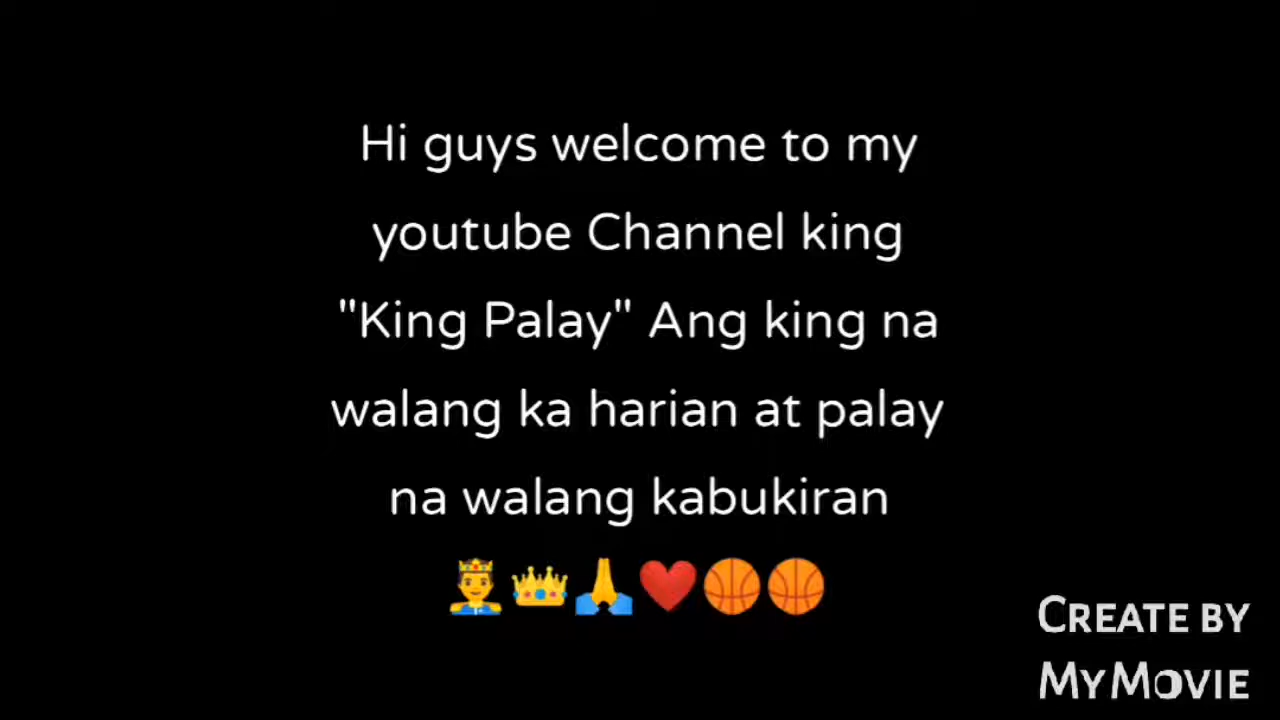 Hi guys welcome to my
youtube Channel king
"King Palay" Ang king na
walang ka harian at palay
na walang kabukiran
🤴👑🙏❤️🏀🏀
CREATE BY
MYMOVIE